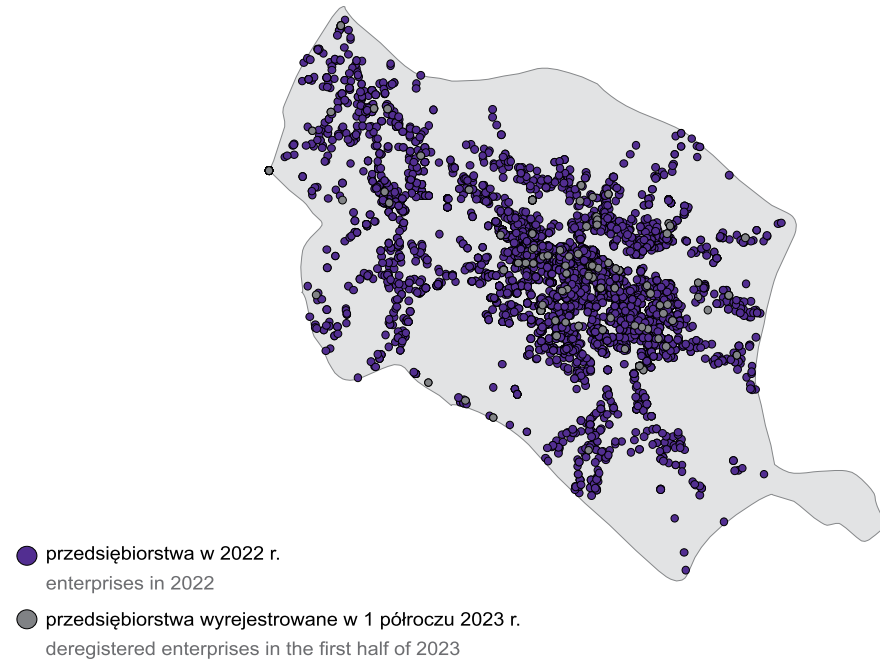 przedsiębiorstwa w 2022 r.
enterprises in 2022
przedsiębiorstwa wyrejestrowane w 1 półroczu 2023 r.
deregistered enterprises in the first half of 2023